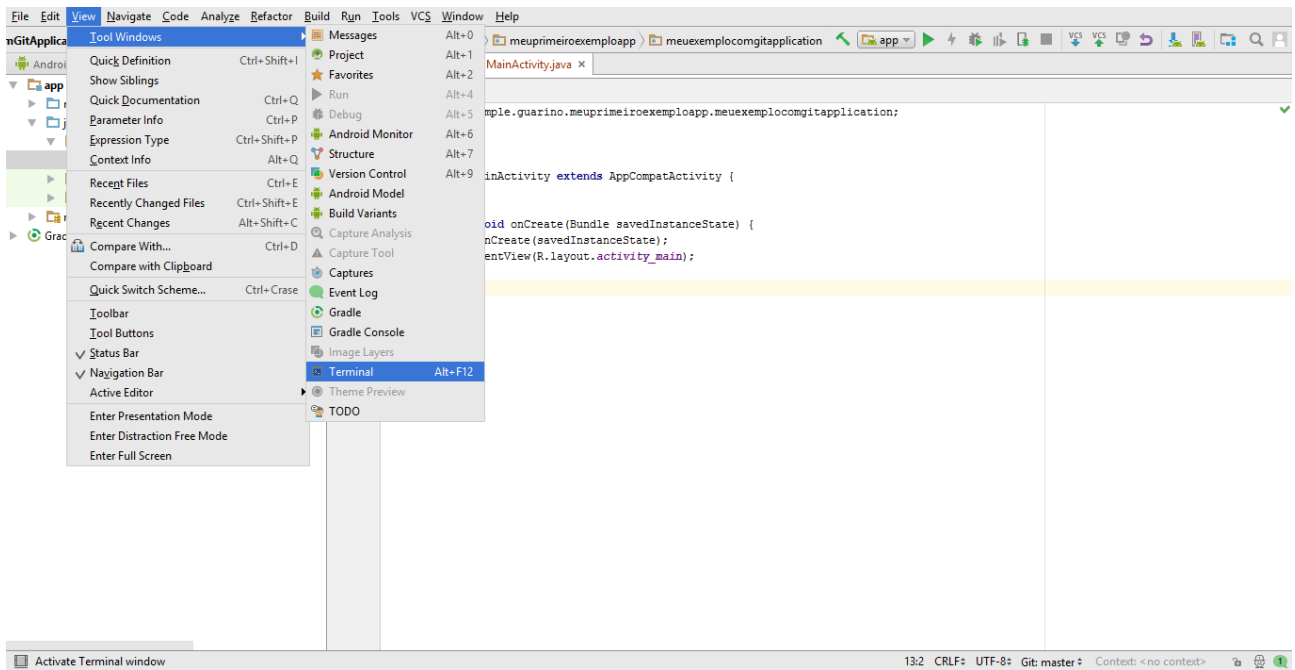 File Edit View Navigate Code Analyze Refactor Build Run Tools VCS Window Help
mGitApplica
meuprimeiroexemploapp
meuexemplocomgitapplication
app
Androi
MainActivity.java ×
app
Grac
Tool Windows
Quick Definition Ctrl+Shift+I
Show Siblings
Quick Documentation Ctrl+Q
Parameter Info Ctrl+P
Expression Type Ctrl+Shift+P
Context Info Alt+Q
Recent Files Ctrl+E
Recently Changed Files Ctrl+Shift+E
Recent Changes Alt+Shift+C
Compare With... Ctrl+D
Compare with Clipboard
Quick Switch Scheme... Ctrl+Crase
Toolbar
Tool Buttons
Status Bar
Navigation Bar
Active Editor
Enter Presentation Mode
Enter Distraction Free Mode
Enter Full Screen
Messages Alt+0
Project Alt+1
Favorites Alt+2
Run Alt+4
Debug Alt+5
Android Monitor Alt+6
Structure Alt+7
Version Control Alt+9
Android Model
Build Variants
Capture Analysis
Capture Tool
Captures
Event Log
Gradle
Gradle Console
Image Layers
Terminal Alt+F12
Theme Preview
TODO
mple.guarino.meuprimeiroexemploapp.meuexemplocomgitapplication;
inActivity extends AppCompatActivity {
oid onCreate(Bundle savedInstanceState) {
nCreate(savedInstanceState);
entView(R.layout.activity_main);
Activate Terminal window
13:2 CRLF UTF-8 Git: master Context: <no context> 1